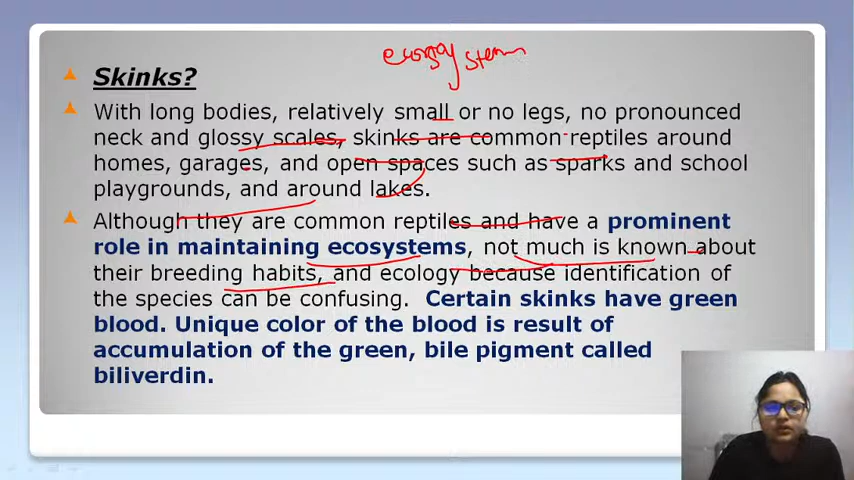 ecosystem
Skinks?
With long bodies, relatively small or no legs, no pronounced
neck and glossy scales, skinks are common reptiles around
homes, garages, and open spaces such as sparks and school
playgrounds, and around lakes.
Although they are common reptiles and have a prominent
role in maintaining ecosystems, not much is known about
their breeding habits, and ecology because identification of
the species can be confusing. Certain skinks have green
blood. Unique color of the blood is result of
accumulation of the green, bile pigment called
biliverdin.